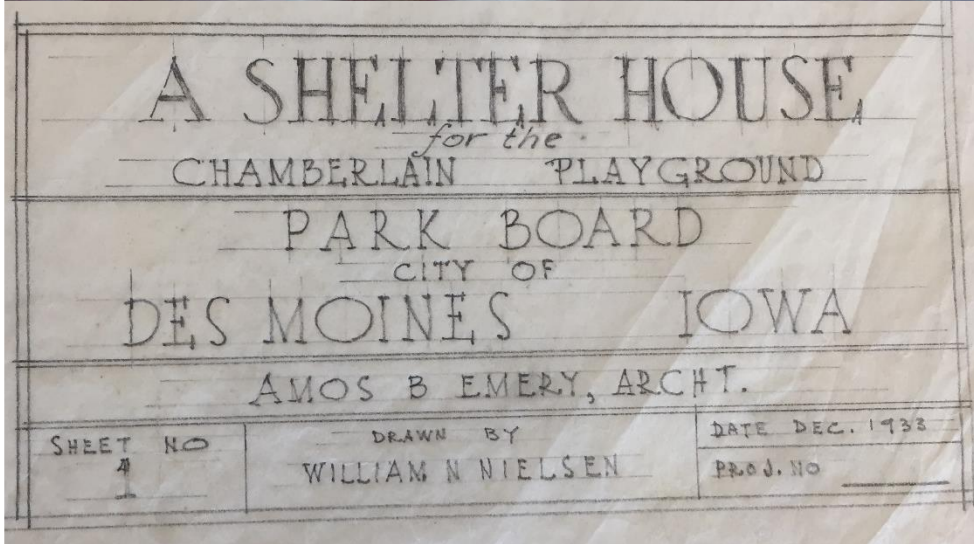 A SHELTER HOUSE
for the
CHAMBERLAIN PLAYGROUND
PARK BOARD
CITY OF
DES MOINES IOWA
AMOS B EMERY, ARCHT.
SHEET NO
1
DRAWN BY
WILLIAM N NIELSEN
DATE DEC. 1933
PROJ. NO